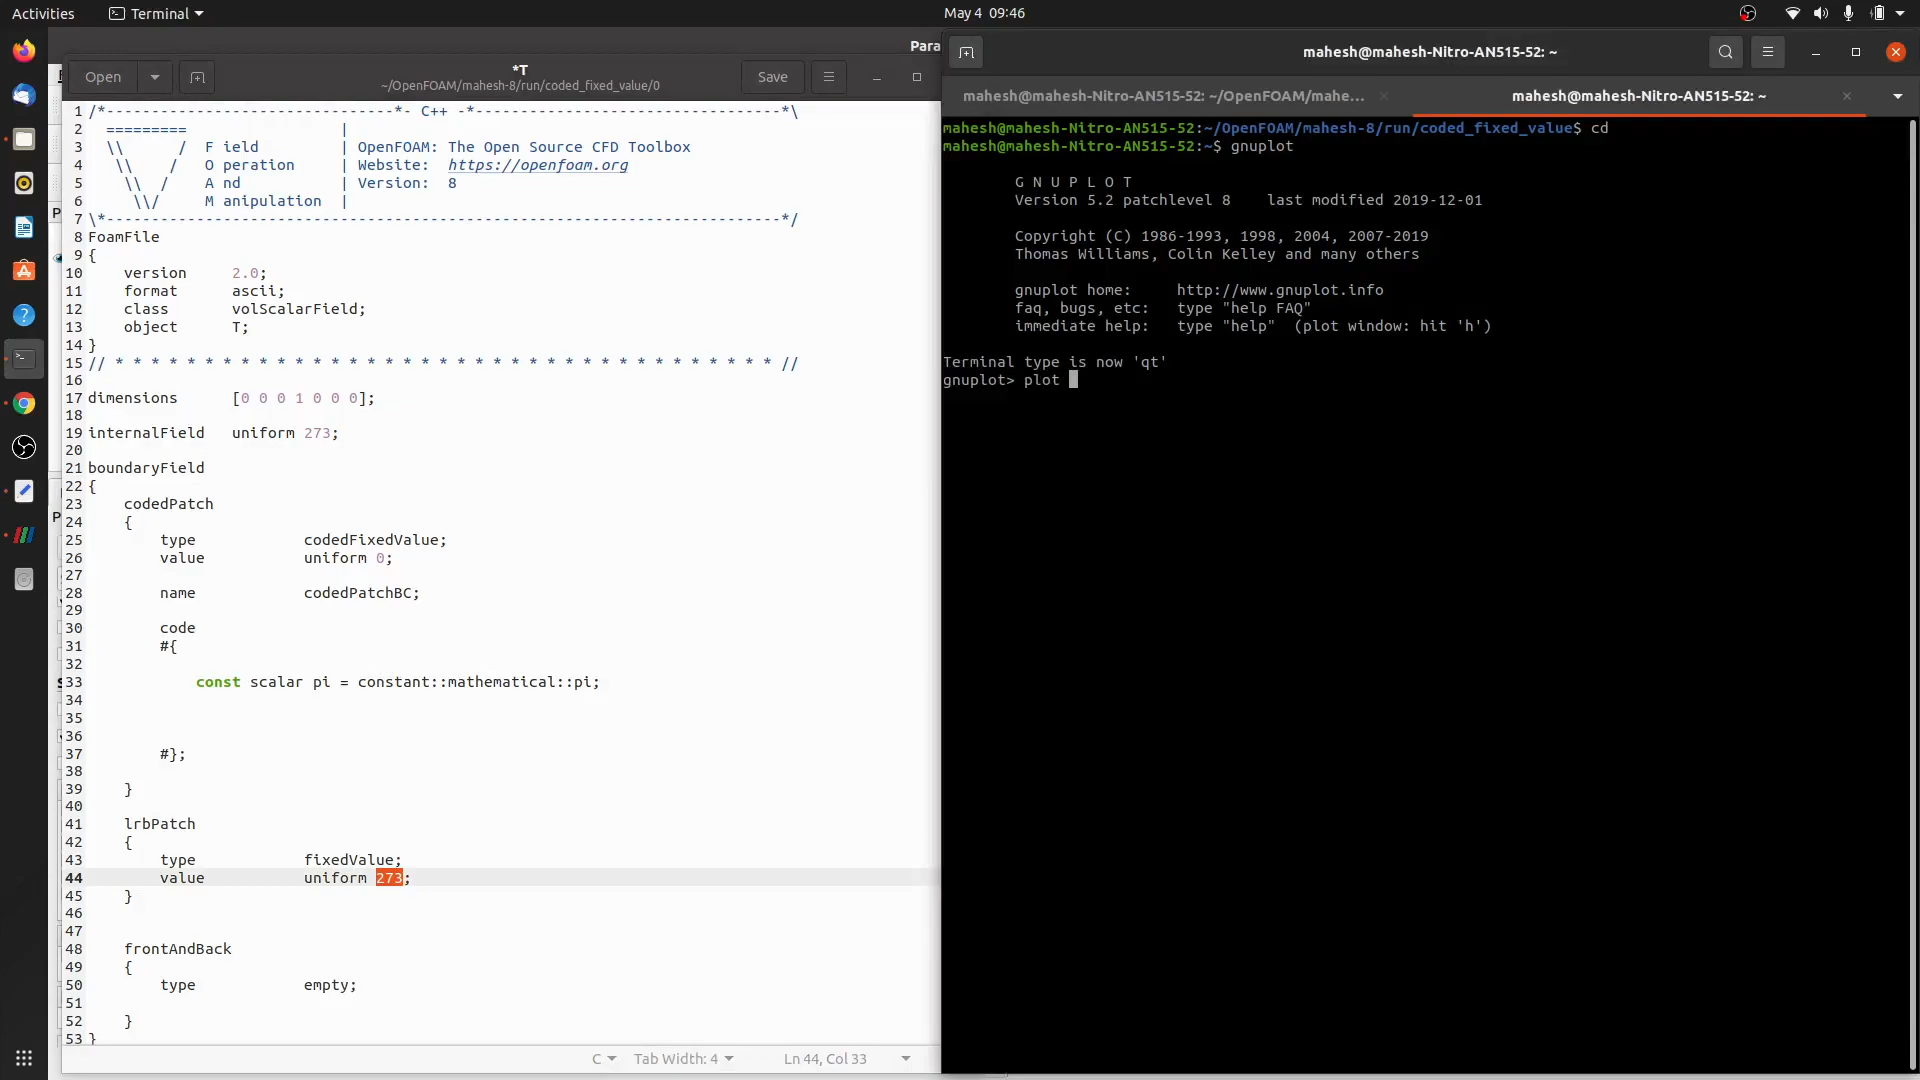 Activities
Terminal
May 4 09:46
Para
Open
*T
~/OpenFOAM/mahesh-8/run/coded_fixed_value/0
Save
1 /*--------------------------------*- C++ -*----------------------------------*\
2   =========                 |
3   \\      /  F ield         | OpenFOAM: The Open Source CFD Toolbox
4    \\    /   O peration     | Website:  https://openfoam.org
5     \\  /    A nd           | Version:  8
6      \\/     M anipulation  |
7 \*---------------------------------------------------------------------------*/
8 FoamFile
9 {
10     version     2.0;
11     format      ascii;
12     class       volScalarField;
13     object      T;
14 }
15 // * * * * * * * * * * * * * * * * * * * * * * * * * * * * * * * * * * * * * //
16
17 dimensions      [0 0 0 1 0 0 0];
18
19 internalField   uniform 273;
20
21 boundaryField
22 {
23     codedPatch
24     {
25         type            codedFixedValue;
26         value           uniform 0;
27
28         name            codedPatchBC;
29
30         code
31         #{
32
33             const scalar pi = constant::mathematical::pi;
34
35
36
37         #};
38
39     }
40
41     lrbPatch
42     {
43         type            fixedValue;
44         value           uniform 273;
45     }
46
47
48     frontAndBack
49     {
50         type            empty;
51
52     }
53 }
C
Tab Width: 4
Ln 44, Col 33
mahesh@mahesh-Nitro-AN515-52: ~
mahesh@mahesh-Nitro-AN515-52: ~/OpenFOAM/mahe...
mahesh@mahesh-Nitro-AN515-52: ~
mahesh@mahesh-Nitro-AN515-52:~/OpenFOAM/mahesh-8/run/coded_fixed_value$ cd
mahesh@mahesh-Nitro-AN515-52:~$ gnuplot
G N U P L O T
Version 5.2 patchlevel 8    last modified 2019-12-01
Copyright (C) 1986-1993, 1998, 2004, 2007-2019
Thomas Williams, Colin Kelley and many others
gnuplot home:     http://www.gnuplot.info
faq, bugs, etc:   type "help FAQ"
immediate help:   type "help"  (plot window: hit 'h')
Terminal type is now 'qt'
gnuplot> plot